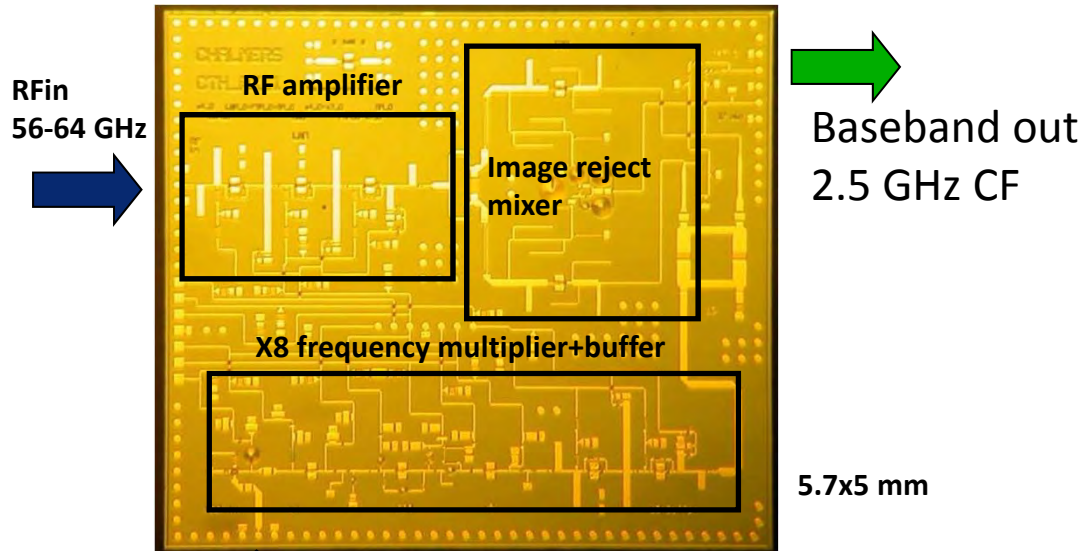 CHALMERS
RF amplifier
RFin
56-64 GHz
Image reject
mixer
Baseband out
2.5 GHz CF
X8 frequency multiplier+buffer
5.7x5 mm